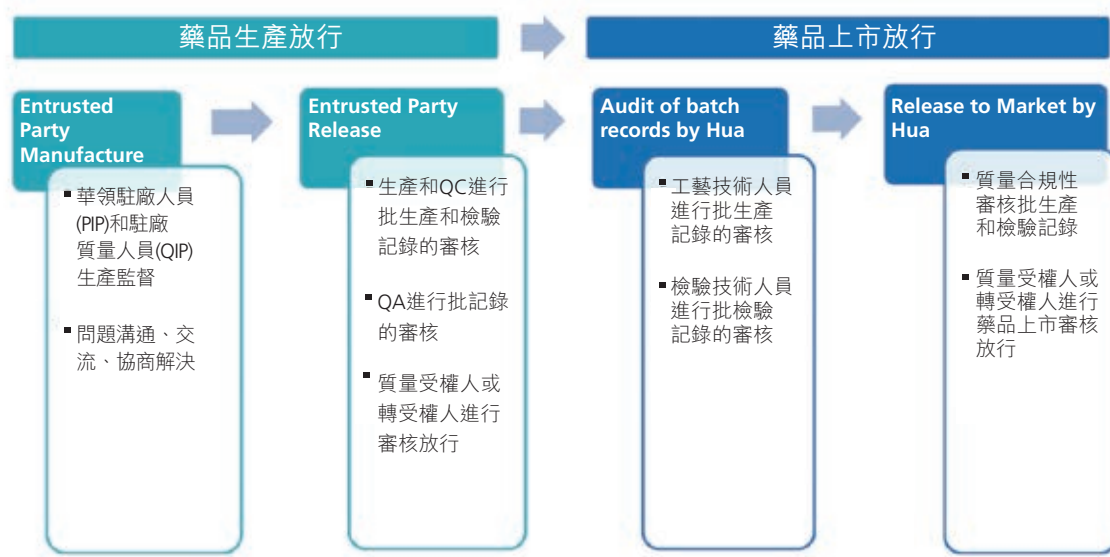 藥品生產放行
藥品上市放行
Entrusted
Party
Manufacture
▪華領駐廠人員
(PIP)和駐廠
質量人員(QIP)
生產監督
▪問題溝通、交
流、協商解決
Entrusted Party
Release
▪生產和QC進行
批生產和檢驗
記錄的審核
▪QA進行批記錄
的審核
▪質量受權人或
轉受權人進行
審核放行
Audit of batch
records by Hua
▪工藝技術人員
進行批生產
記錄的審核
▪檢驗技術人員
進行批檢驗
記錄的審核
Release to Market by
Hua
▪質量合規性
審核批生產
和檢驗記錄
▪質量受權人或
轉受權人進行
藥品上市審核
放行